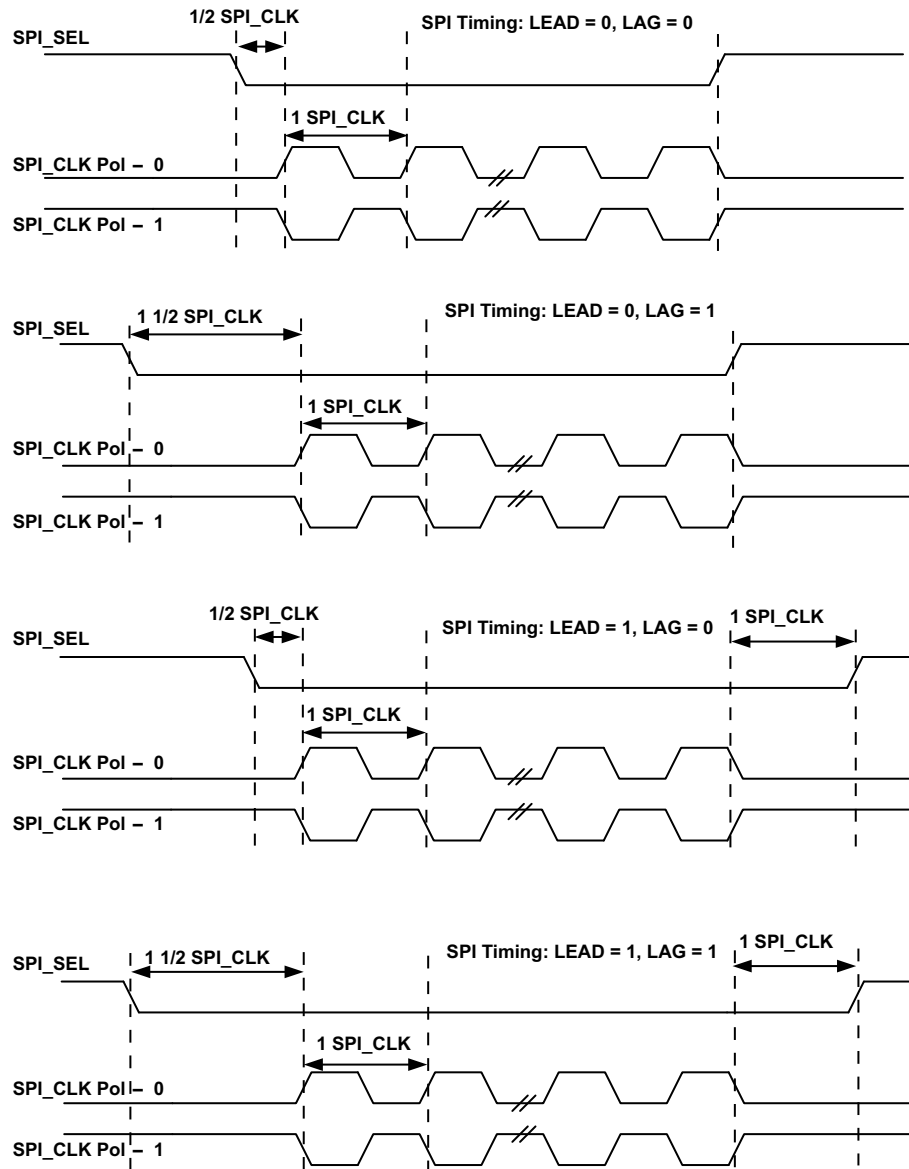 1/2 SPI_CLK
SPI Timing: LEAD = 0, LAG = 0
SPI_SEL
1 SPI_CLK
SPI_CLK Pol – 0
SPI_CLK Pol – 1
SPI Timing: LEAD = 0, LAG = 1
1 1/2 SPI_CLK
SPI_SEL
1 SPI_CLK
SPI_CLK Pol – 0
SPI_CLK Pol – 1
1/2 SPI_CLK
1 SPI_CLK
SPI Timing: LEAD = 1, LAG = 0
SPI_SEL
1 SPI_CLK
SPI_CLK Pol – 0
SPI_CLK Pol – 1
1 SPI_CLK
SPI Timing: LEAD = 1, LAG = 1
1 1/2 SPI_CLK
SPI_SEL
1 SPI_CLK
SPI_CLK Pol – 0
SPI_CLK Pol – 1